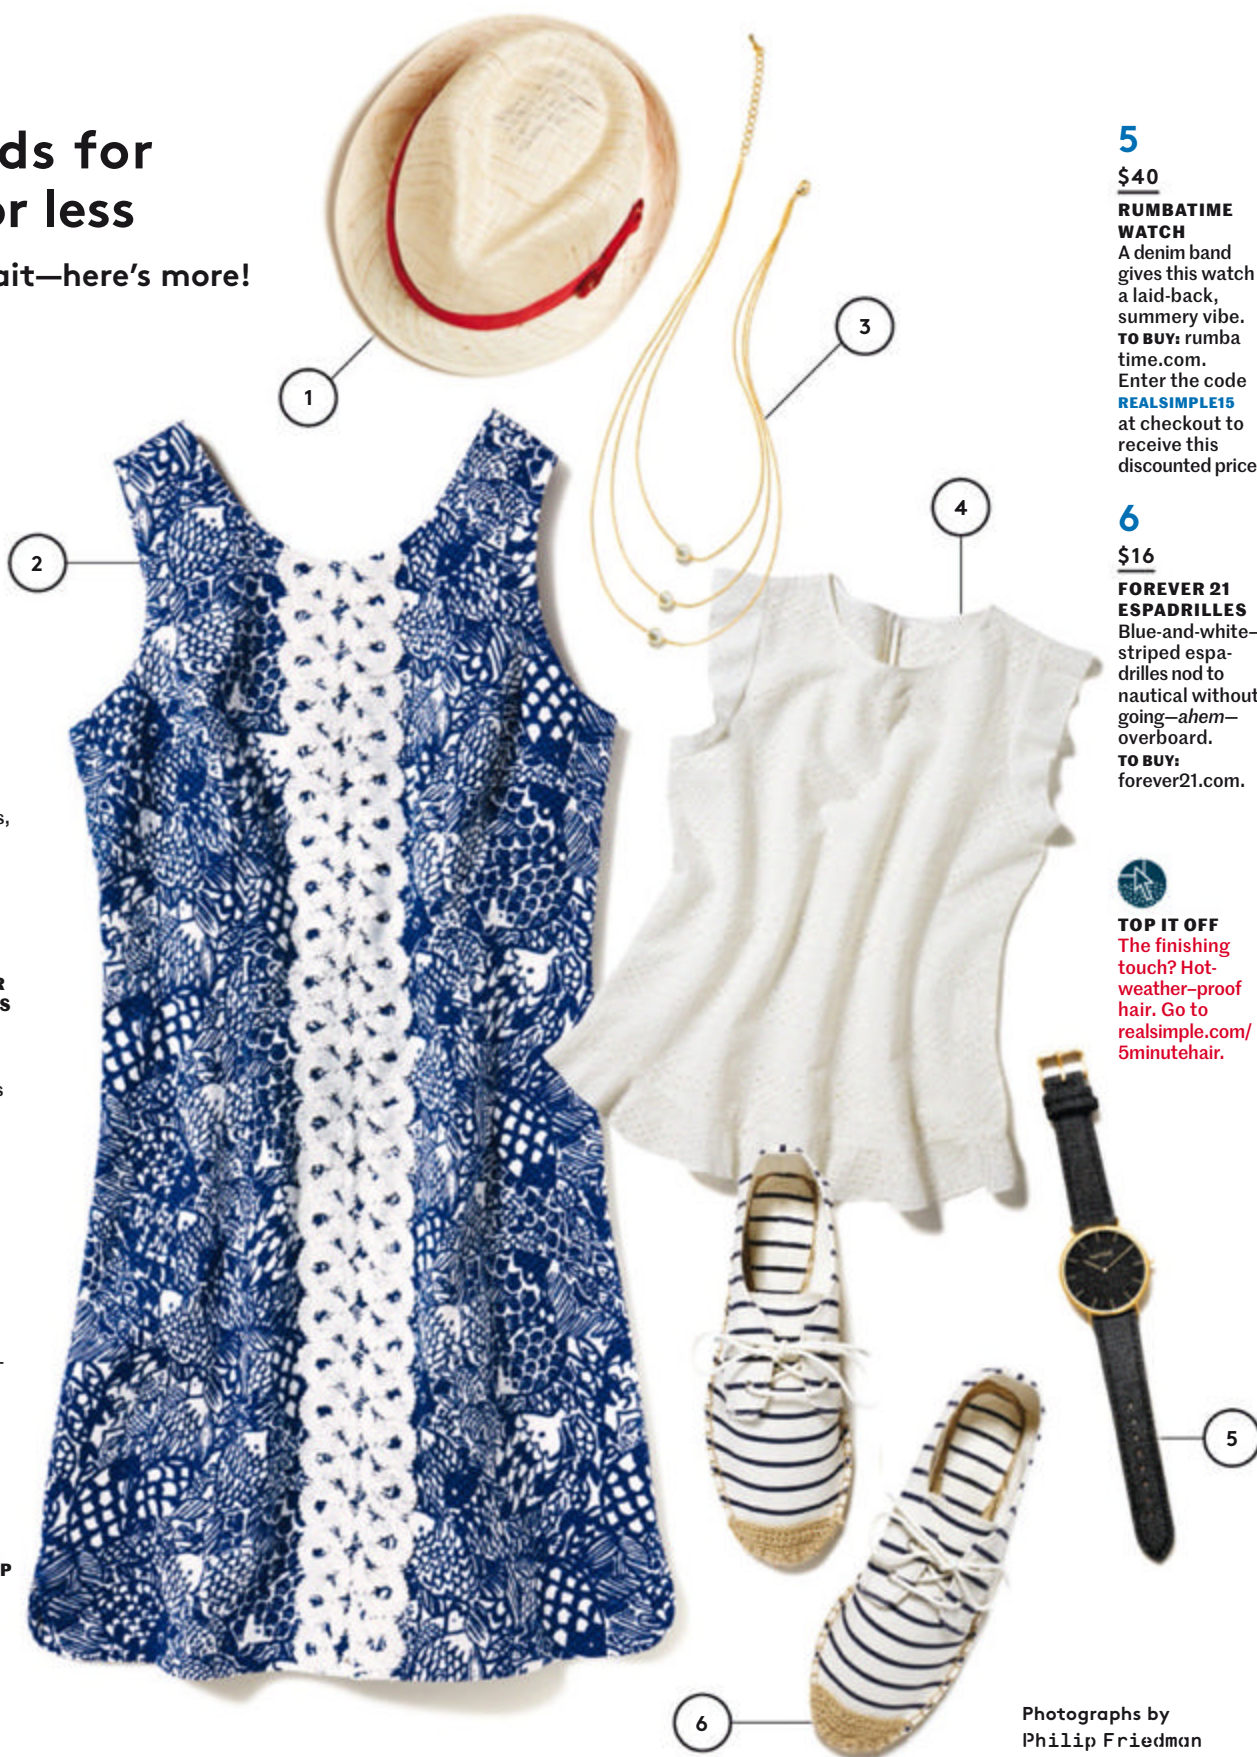 ds for
or less
ait—here's more!
1
2
3
4
5
6
s,
R
S
s
P
5
$40
RUMBATIME
WATCH
A denim band
gives this watch
a laid-back,
summery vibe.
TO BUY: rumba
time.com.
Enter the code
REALSIMPLE15
at checkout to
receive this
discounted price
6
$16
FOREVER 21
ESPADRILLES
Blue-and-white–
striped espa-
drilles nod to
nautical without
going—ahem—
overboard.
TO BUY:
forever21.com.
TOP IT OFF
The finishing
touch? Hot-
weather–proof
hair. Go to
realsimple.com/
5minutehair.
Photographs by
Philip Friedman